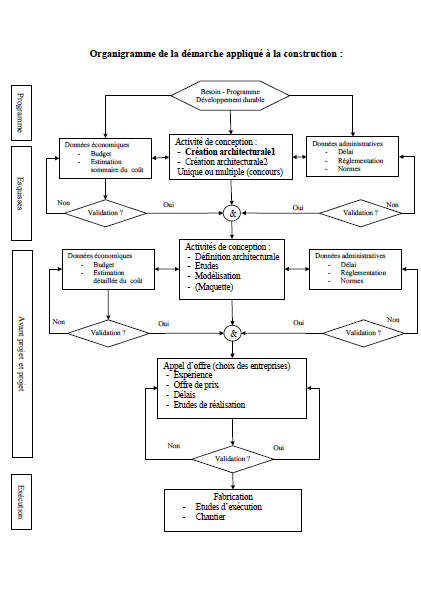 Organigramme de la démarche appliqué à la construction :
Programme
Besoin - Programme
Développement durable
Données économiques
- Budget
- Estimation
sommaire du coût
Activité de conception :
- Création architecturale1
- Création architecturale2
Unique ou multiple (concours)
Données administratives
- Délai
- Réglementation
- Normes
Esquisses
Non
Validation ?
Oui
&
Oui
Validation ?
Non
Données économiques
- Budget
- Estimation
détaillée du coût
Activités de conception :
- Définition architecturale
- Etudes
- Modélisation
- (Maquette)
Données administratives
- Délai
- Réglementation
- Normes
Avant projet et projet
Non
Validation ?
Oui
&
Oui
Validation ?
Non
Appel d'offre (choix des entreprises)
- Expérience
- Offre de prix
- Délais
- Etudes de réalisation
Non
Validation ?
Oui
Exécution
Fabrication
- Etudes d'exécution
- Chantier